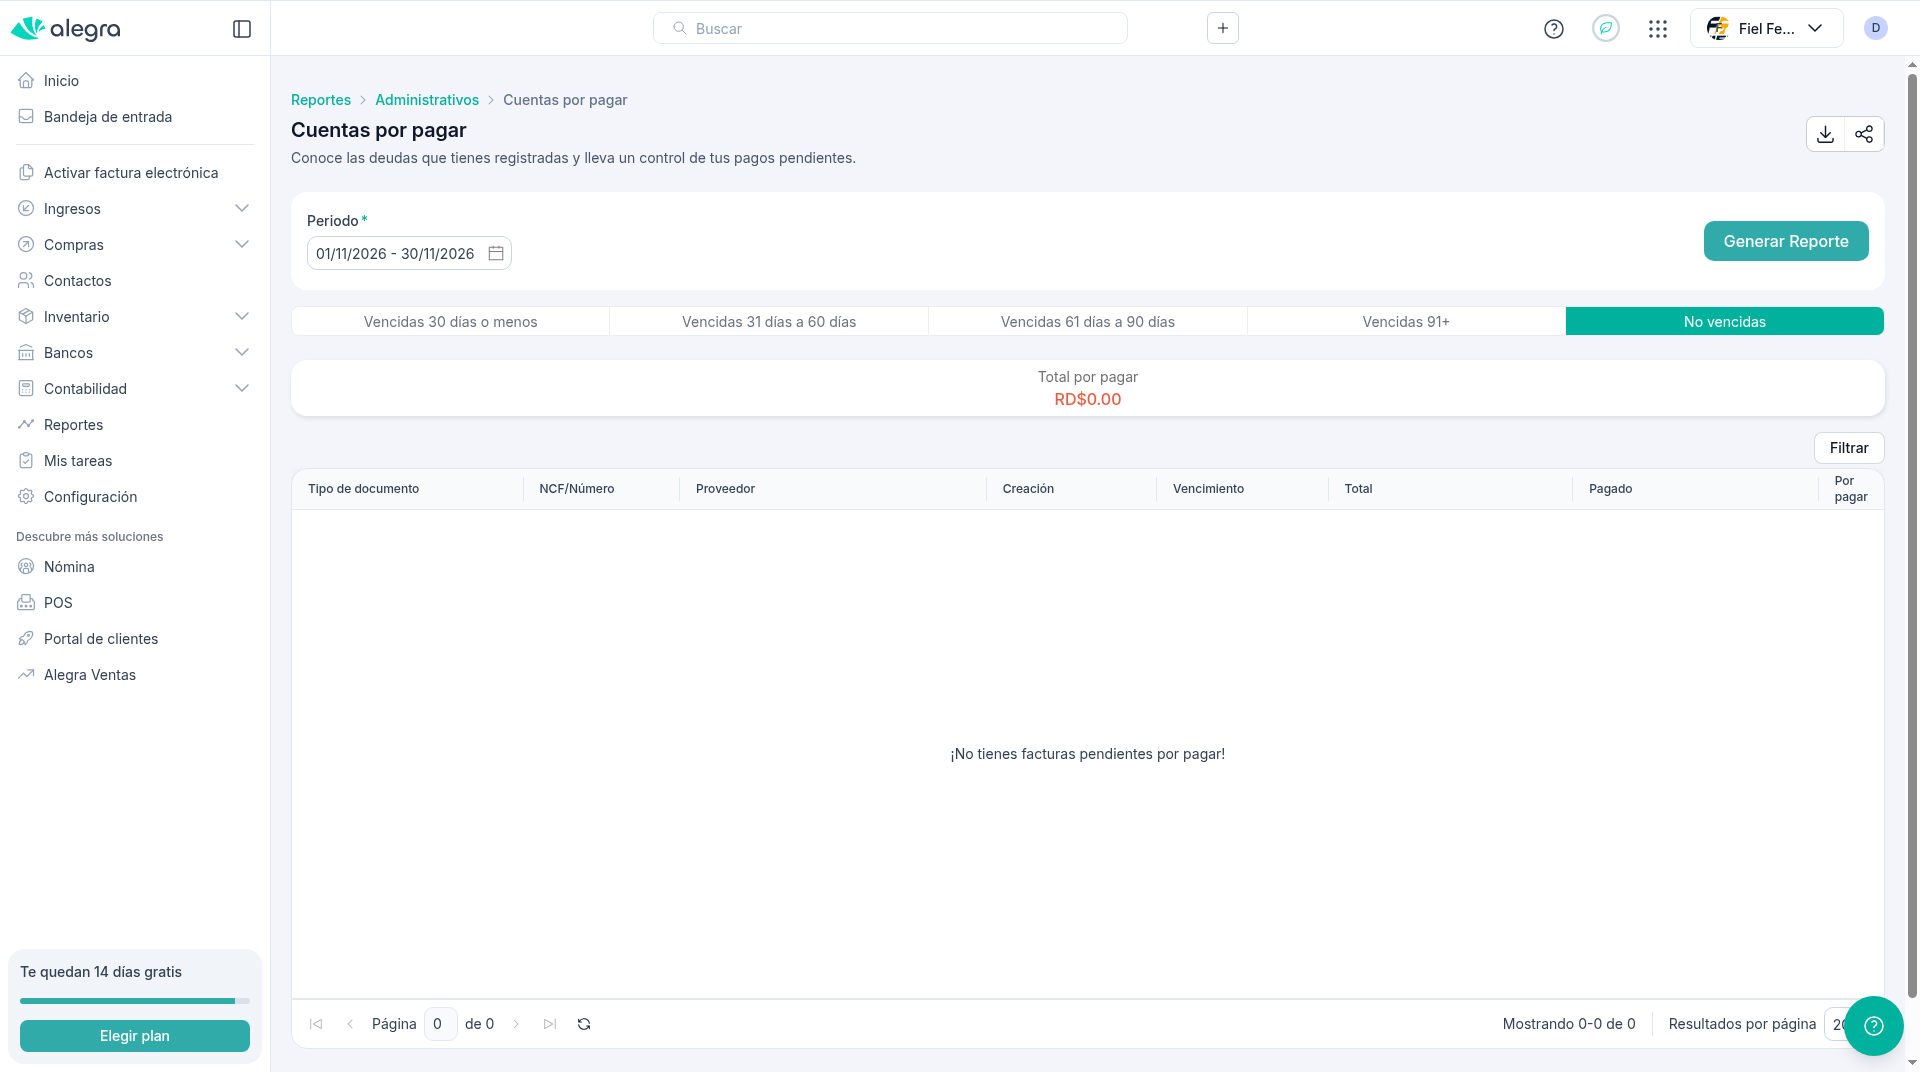 alegra
Buscar
Fiel Fe...
D
Inicio
Bandeja de entrada
Activar factura electrónica
Ingresos
Compras
Contactos
Inventario
Bancos
Contabilidad
Reportes
Mis tareas
Configuración
Descubre más soluciones
Nómina
POS
Portal de clientes
Alegra Ventas
Te quedan 14 días gratis
Elegir plan
Reportes > Administrativos > Cuentas por pagar
Cuentas por pagar
Conoce las deudas que tienes registradas y lleva un control de tus pagos pendientes.
Periodo *
01/11/2026 - 30/11/2026
Generar Reporte
Vencidas 30 días o menos Vencidas 31 días a 60 días Vencidas 61 días a 90 días Vencidas 91+ No vencidas
Total por pagar
RD$0.00
Filtrar
Tipo de documento NCF/Número Proveedor Creación Vencimiento Total Pagado Por pagar
¡No tienes facturas pendientes por pagar!
Página 0 de 0 Mostrando 0-0 de 0 Resultados por página